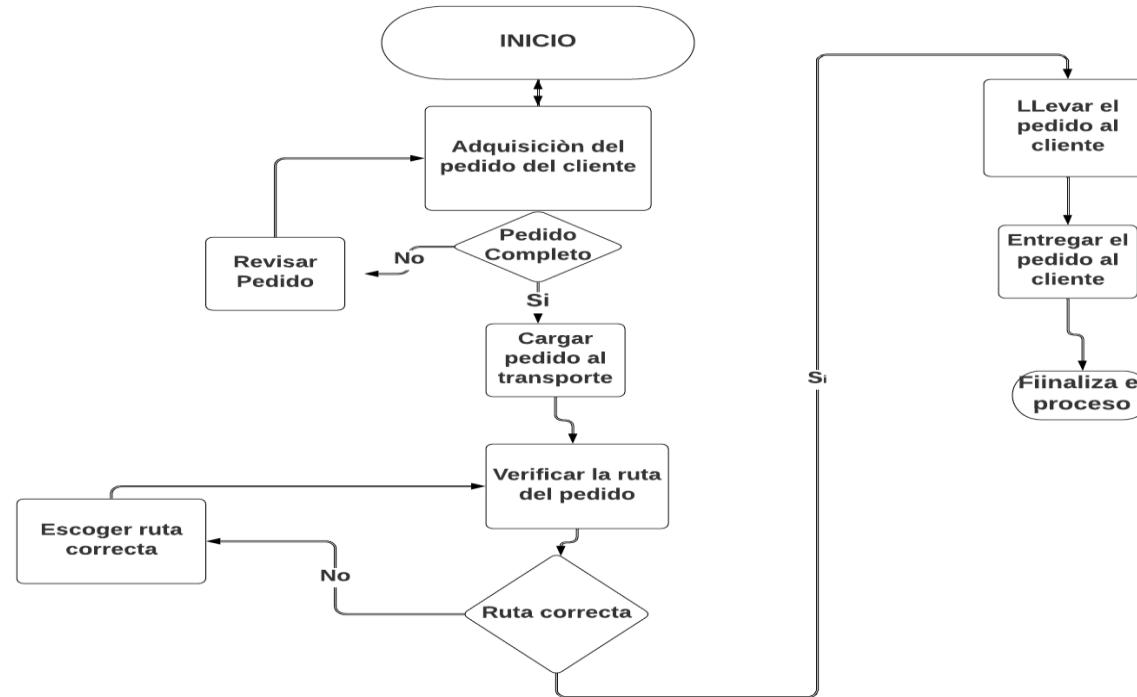 INICIO
Adquisiciòn del
pedido del cliente
Pedido
Completo
No
Revisar
Pedido
Si
Cargar
pedido al
transporte
Verificar la ruta
del pedido
Escoger ruta
correcta
No
Ruta correcta
Si
LLevar el
pedido al
cliente
Entregar el
pedido al
cliente
Fiinaliza e
proceso